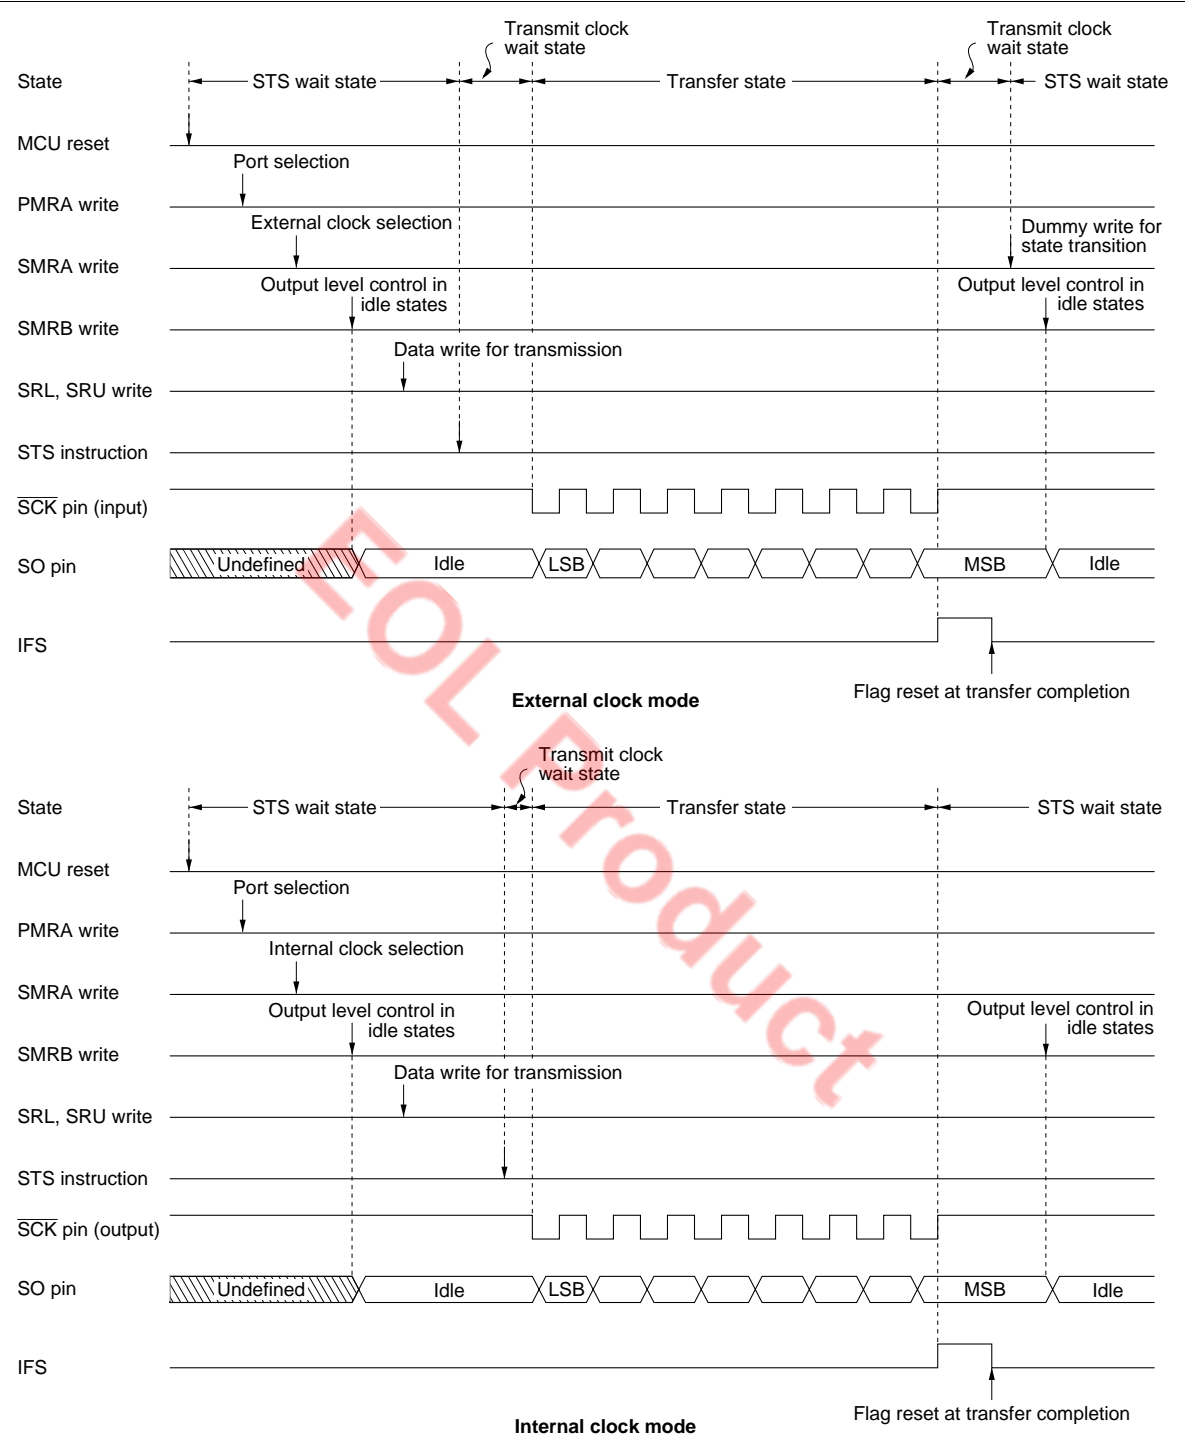 Transmit clock
wait state
Transmit clock
wait state
State
STS wait state
Transfer state
STS wait state
MCU reset
Port selection
PMRA write
External clock selection
Dummy write for
state transition
SMRA write
Output level control in
idle states
Output level control in
idle states
SMRB write
Data write for transmission
SRL, SRU write
STS instruction
SCK pin (input)
SO pin
Undefined
Idle
LSB
MSB
Idle
IFS
Flag reset at transfer completion
External clock mode
EOL Product
Transmit clock
wait state
State
STS wait state
Transfer state
STS wait state
MCU reset
Port selection
PMRA write
Internal clock selection
SMRA write
Output level control in
idle states
Output level control in
idle states
SMRB write
Data write for transmission
SRL, SRU write
STS instruction
SCK pin (output)
SO pin
Undefined
Idle
LSB
MSB
Idle
IFS
Flag reset at transfer completion
Internal clock mode